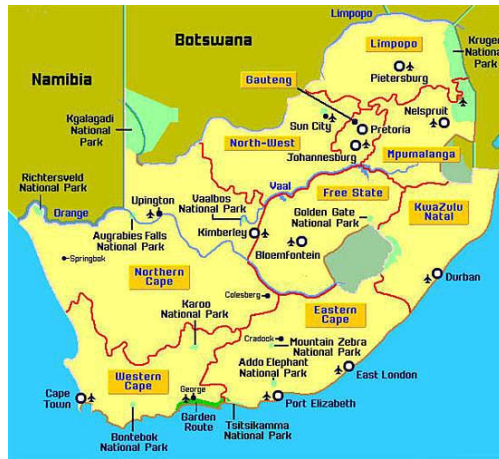 Limpopo
Botswana
Kruger
National
Park
Limpopo
Namibia
Pietersburg
Gauteng
Nelspruit
Kgalagadi
National
Park
Sun City
Pretoria
North-West
Johannesburg
Mpumalanga
Richtersveld
National Park
Vaal
Free State
Upington
Vaalbos
National Park
KwaZulu
Natal
Orange
Golden Gate
National Park
Augrabies Falls
National Park
Kimberley
Bloemfontein
Springbok
Durban
Northern
Cape
Colesberg
Karoo
National Park
Eastern
Cape
Cradock
Mountain Zebra
National Park
Addo Elephant
National Park
East London
Western
Cape
George
Cape
Town
Port Elizabeth
Garden
Route
Tsitsikamma
National Park
Bontebok
National Park